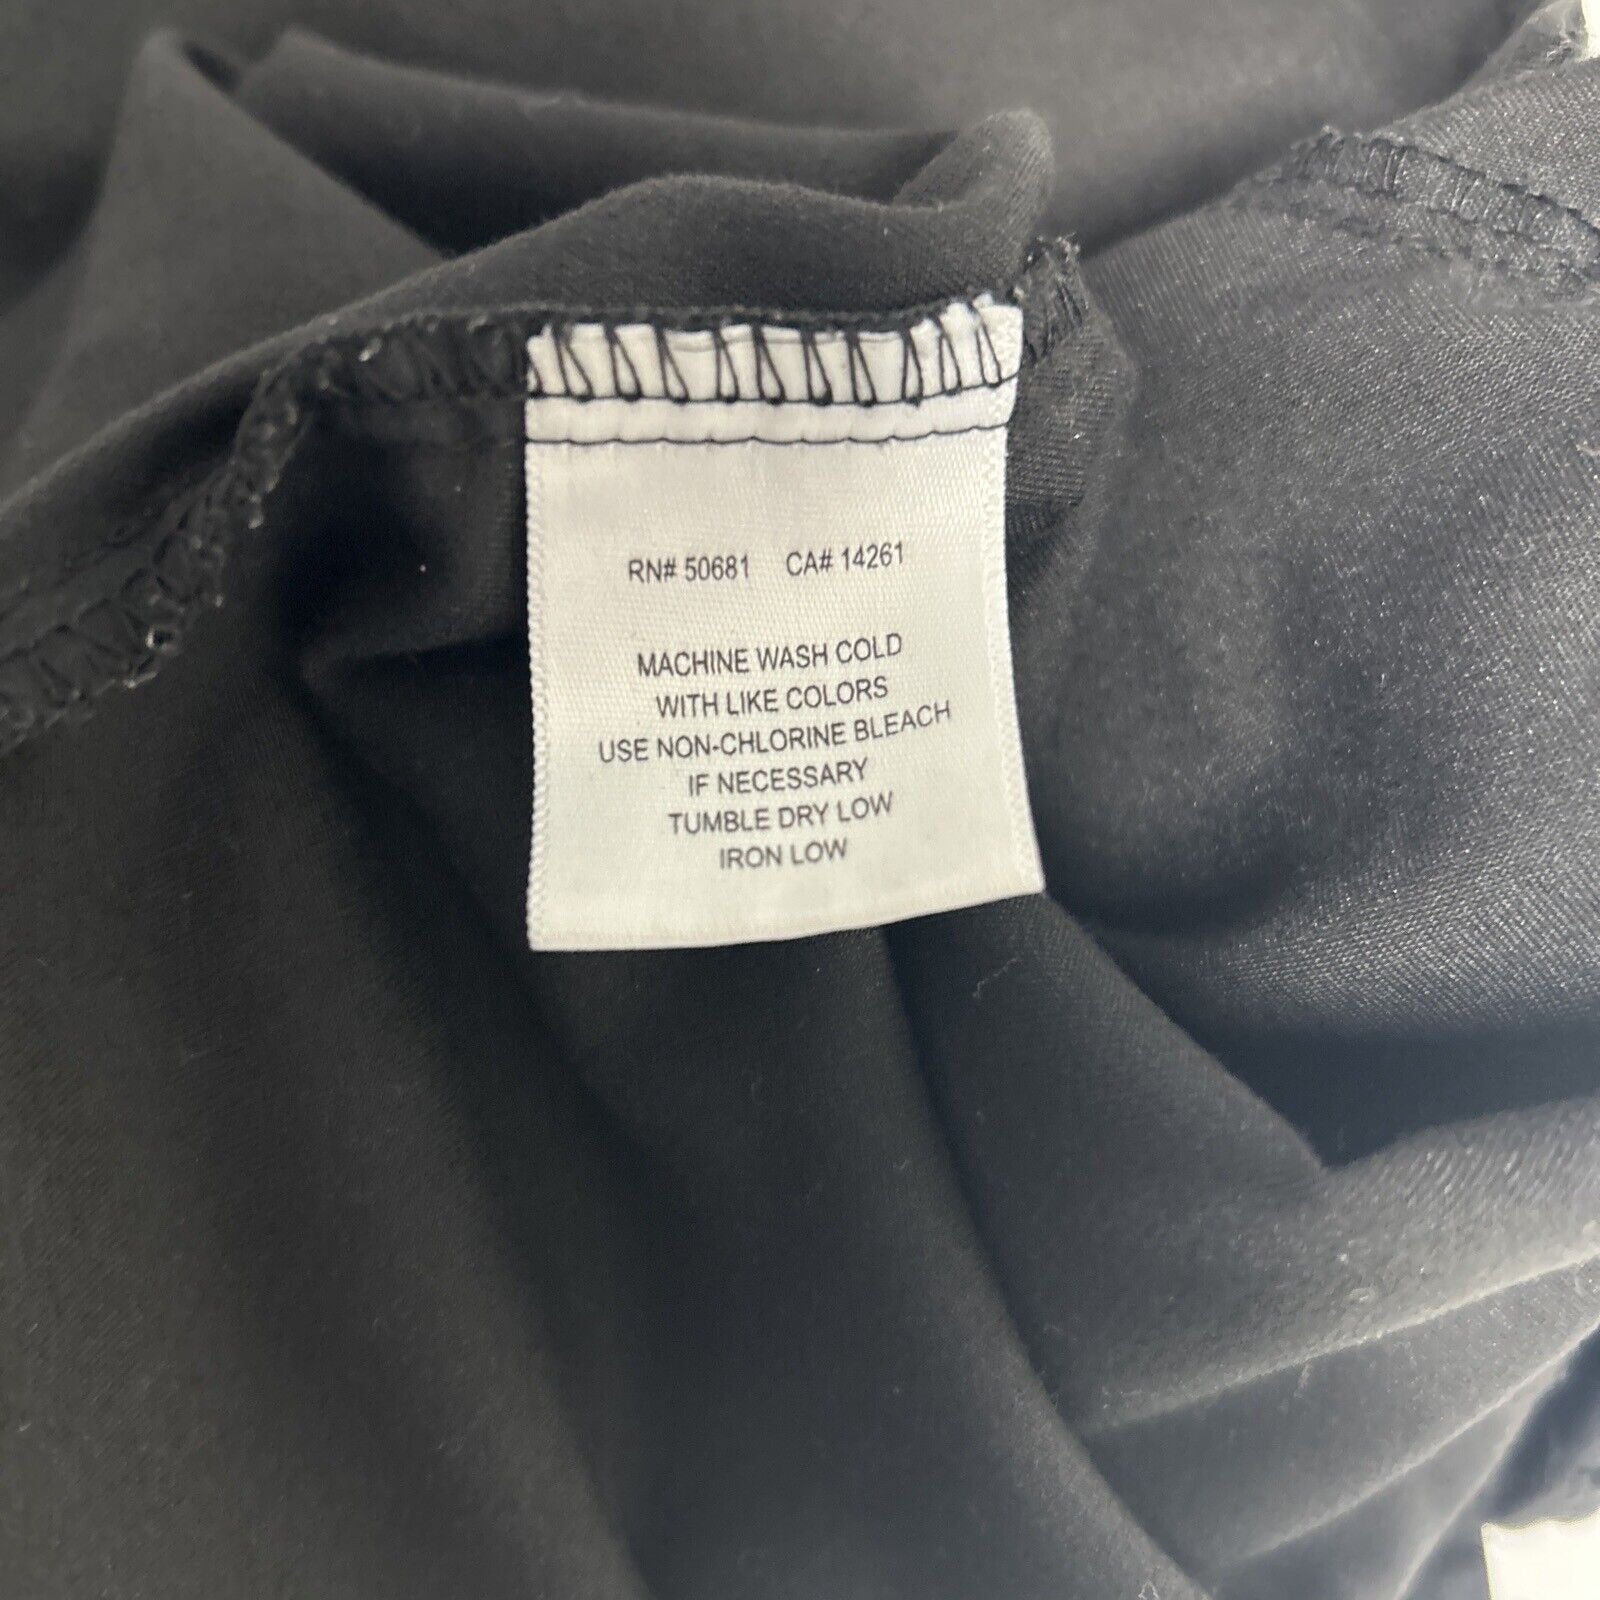 RN# 50681 CA# 14261
MACHINE WASH COLD
WITH LIKE COLORS
USE NON-CHLORINE BLEACH
IF NECESSARY
TUMBLE DRY LOW
IRON LOW